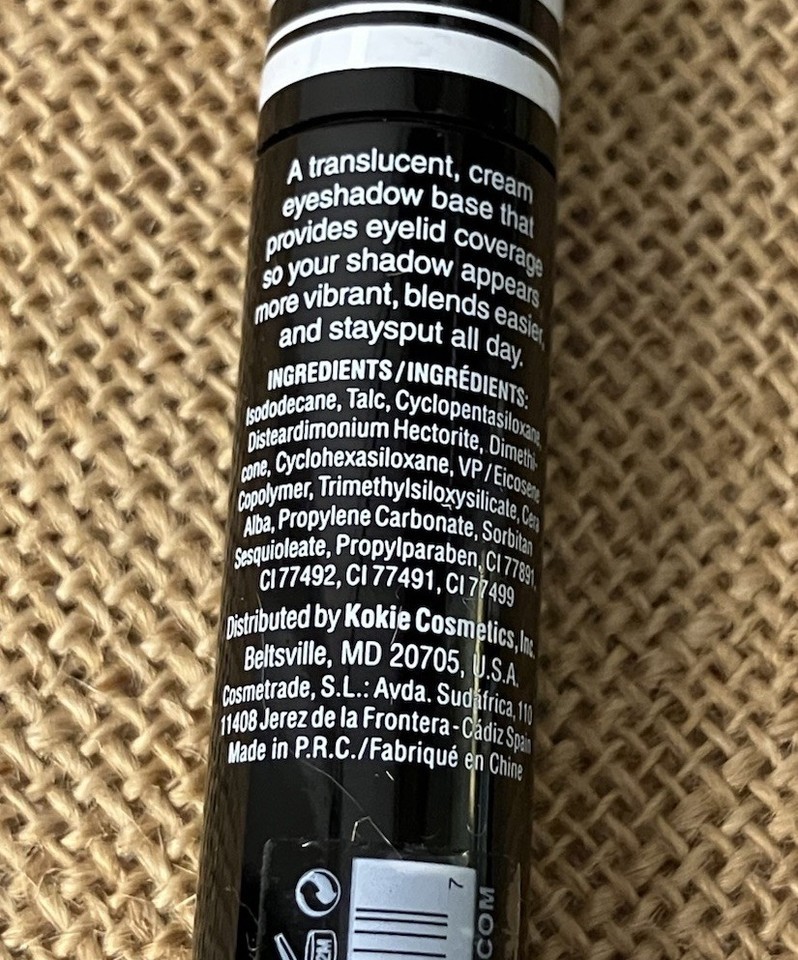 A translucent, cream
eyeshadow base that
provides eyelid coverage
so your shadow appears
more vibrant, blends easier,
and staysput all day.
INGREDIENTS/INGRÉDIENTS:
Isododecane, Talc, Cyclopentasiloxane,
Disteardimonium Hectorite, Dimethi-
cone, Cyclohexasiloxane, VP/Eicosene
Copolymer, Trimethylsiloxysilicate, Cera
Alba, Propylene Carbonate, Sorbitan
Sesquioleate, Propylparaben, CI 77891,
CI 77492, CI 77491, CI 77499
Distributed by Kokie Cosmetics, Inc.
Beltsville, MD 20705, U.S.A.
Cosmetrade, S.L.: Avda. Sudáfrica, 110
11408 Jerez de la Frontera-Cádiz Spain
Made in P.R.C./Fabriqué en Chine
7
COM